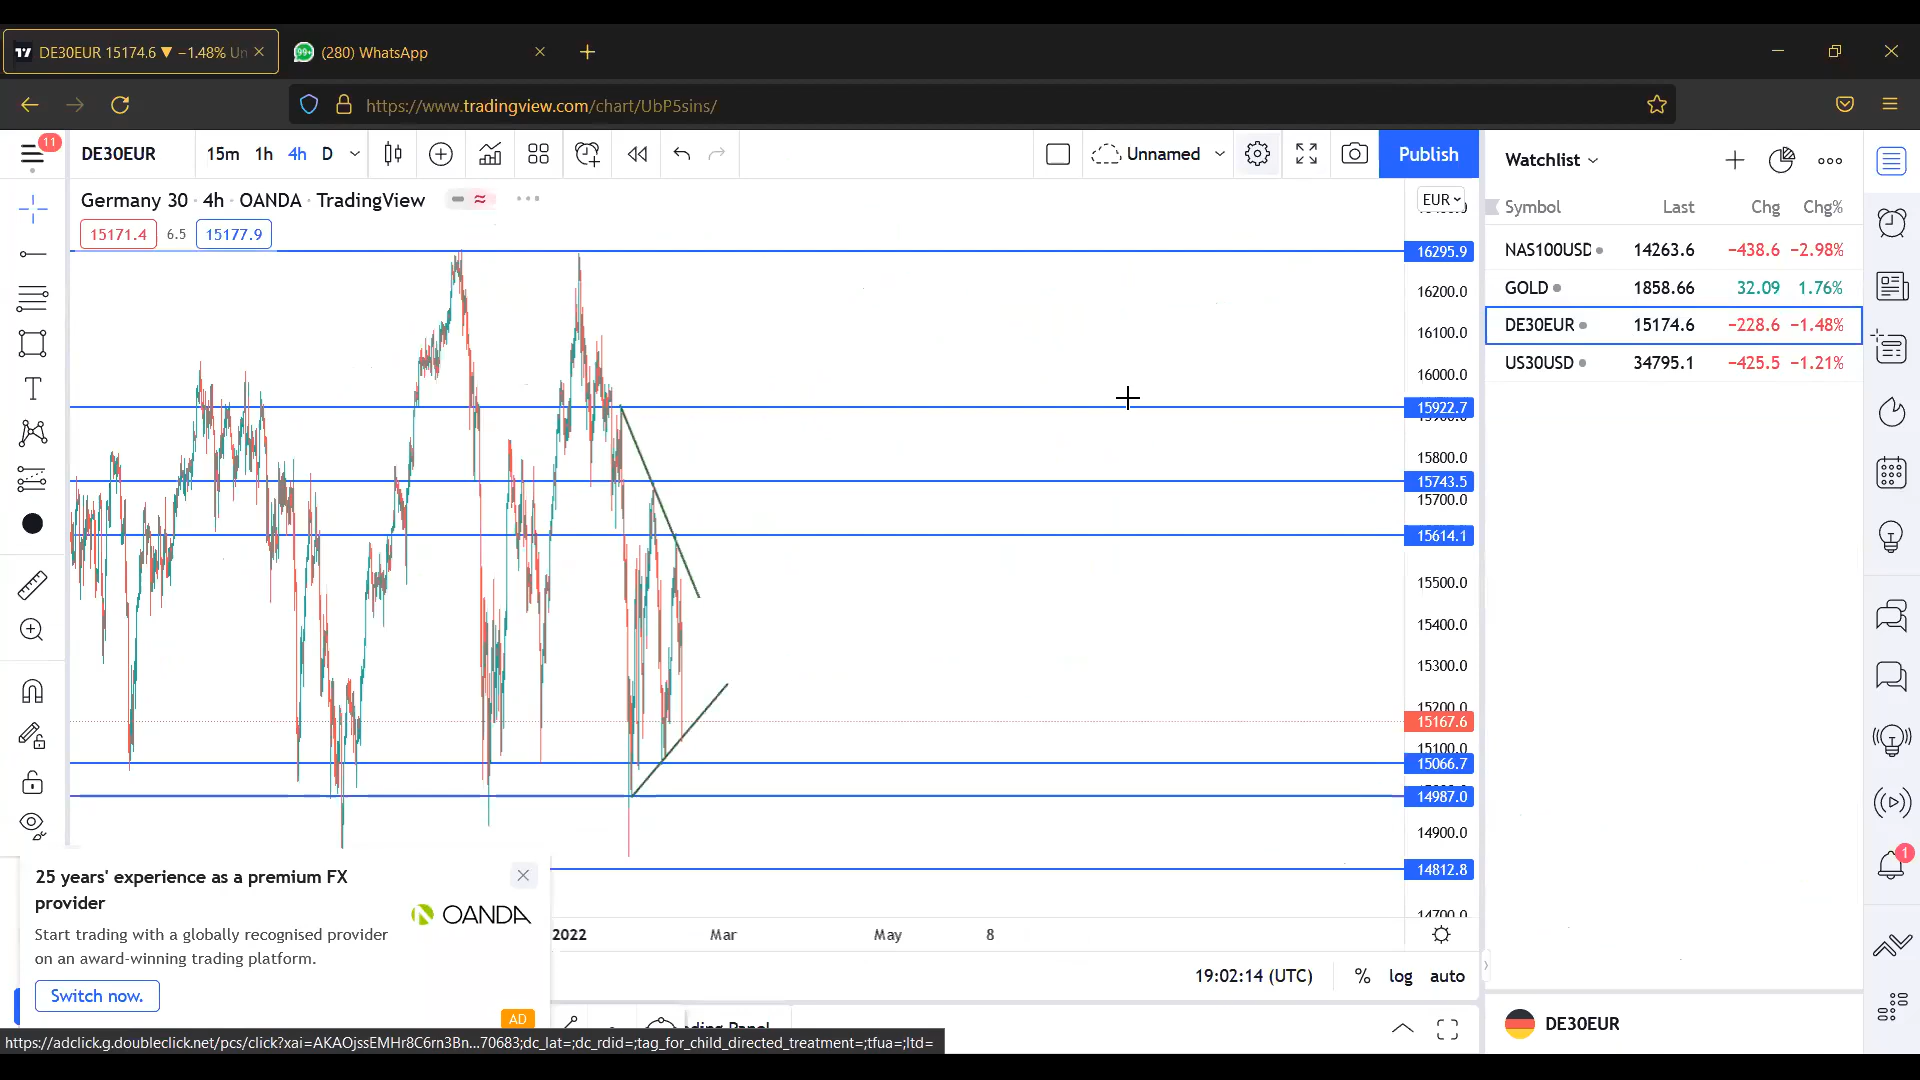 DE30EUR 15174.6 ▼ −1.48% Un
(280) WhatsApp
https://www.tradingview.com/chart/UbP5sins/
11
DE30EUR
15m 1h 4h D
Unnamed
Publish
Germany 30 · 4h · OANDA · TradingView
15171.4 6.5 15177.9
EUR
16295.9
16200.0
16100.0
16000.0
15922.7
15800.0
15743.5
15700.0
15614.1
15500.0
15400.0
15300.0
15200.0
15167.6
15100.0
15066.7
14987.0
14900.0
14812.8
14700.0
2022 Mar May 8
19:02:14 (UTC) % log auto
Watchlist
Symbol Last Chg Chg%
NAS100USD 14263.6 −438.6 −2.98%
GOLD 1858.66 32.09 1.76%
DE30EUR 15174.6 −228.6 −1.48%
US30USD 34795.1 −425.5 −1.21%
1
DE30EUR
25 years' experience as a premium FX
provider
OANDA
Start trading with a globally recognised provider
on an award-winning trading platform.
Switch now.
AD
https://adclick.g.doubleclick.net/pcs/click?xai=AKAOjssEMHr8C6rn3Bn...70683;dc_lat=;dc_rdid=;tag_for_child_directed_treatment=;tfua=;ltd=